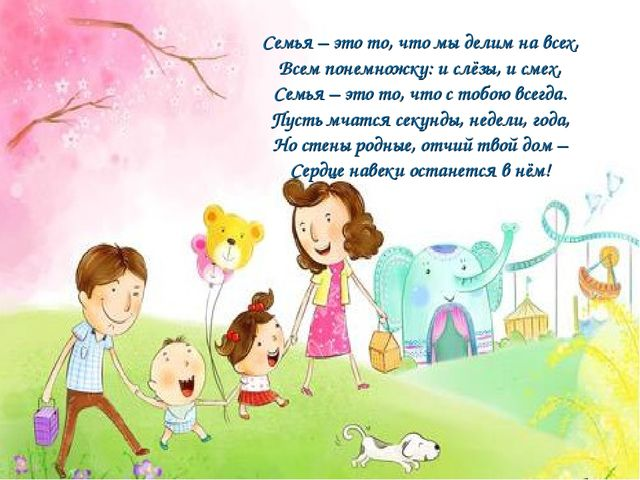 Семья – это то, что мы делим на всех,
Всем понемножку: и слёзы, и смех,
Семья – это то, что с тобою всегда.
Пусть мчатся секунды, недели, года,
Но стены родные, отчий твой дом –
Сердце навеки останется в нём!